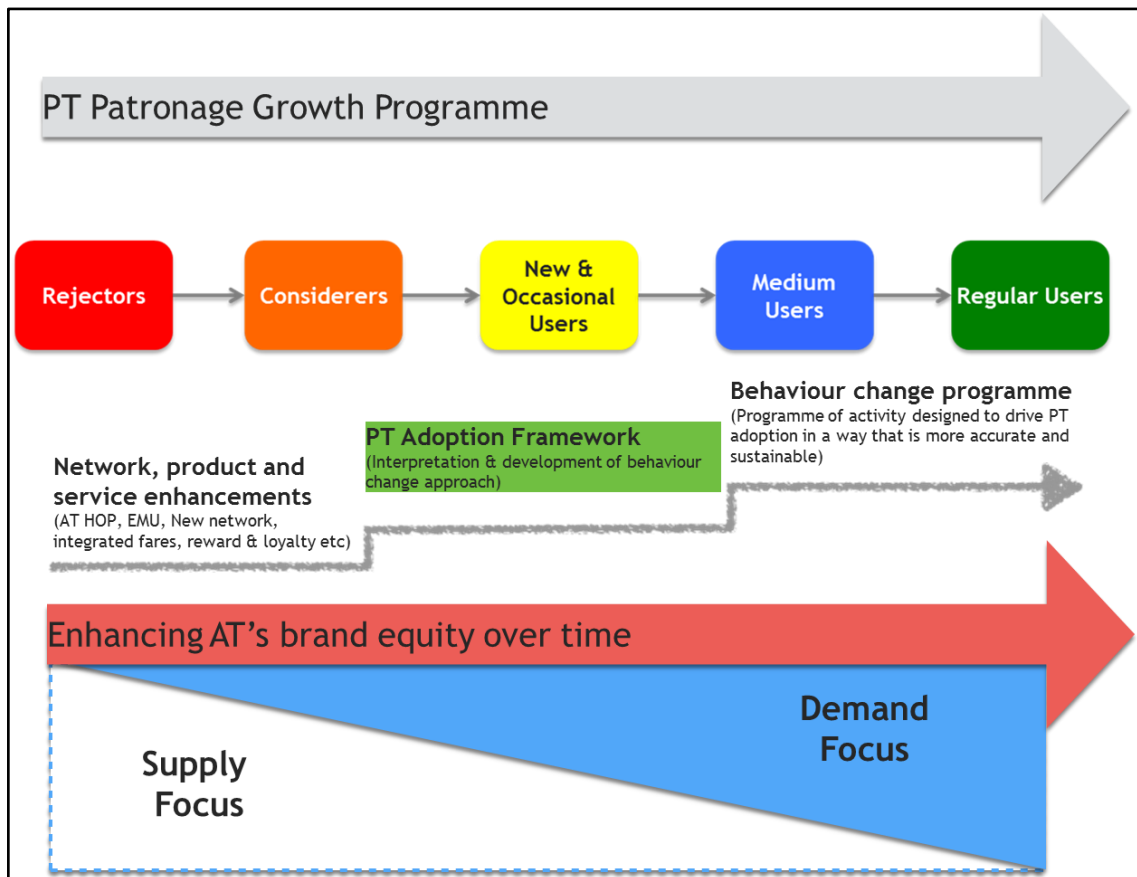 PT Patronage Growth Programme
Rejectors
Considerers
New &
Occasional
Users
Medium
Users
Regular Users
Network, product and
service enhancements
(AT HOP, EMU, New network,
integrated fares, reward & loyalty etc)
PT Adoption Framework
(Interpretation & development of behaviour
change approach)
Behaviour change programme
(Programme of activity designed to drive PT
adoption in a way that is more accurate and
sustainable)
Enhancing AT's brand equity over time
Supply
Focus
Demand
Focus